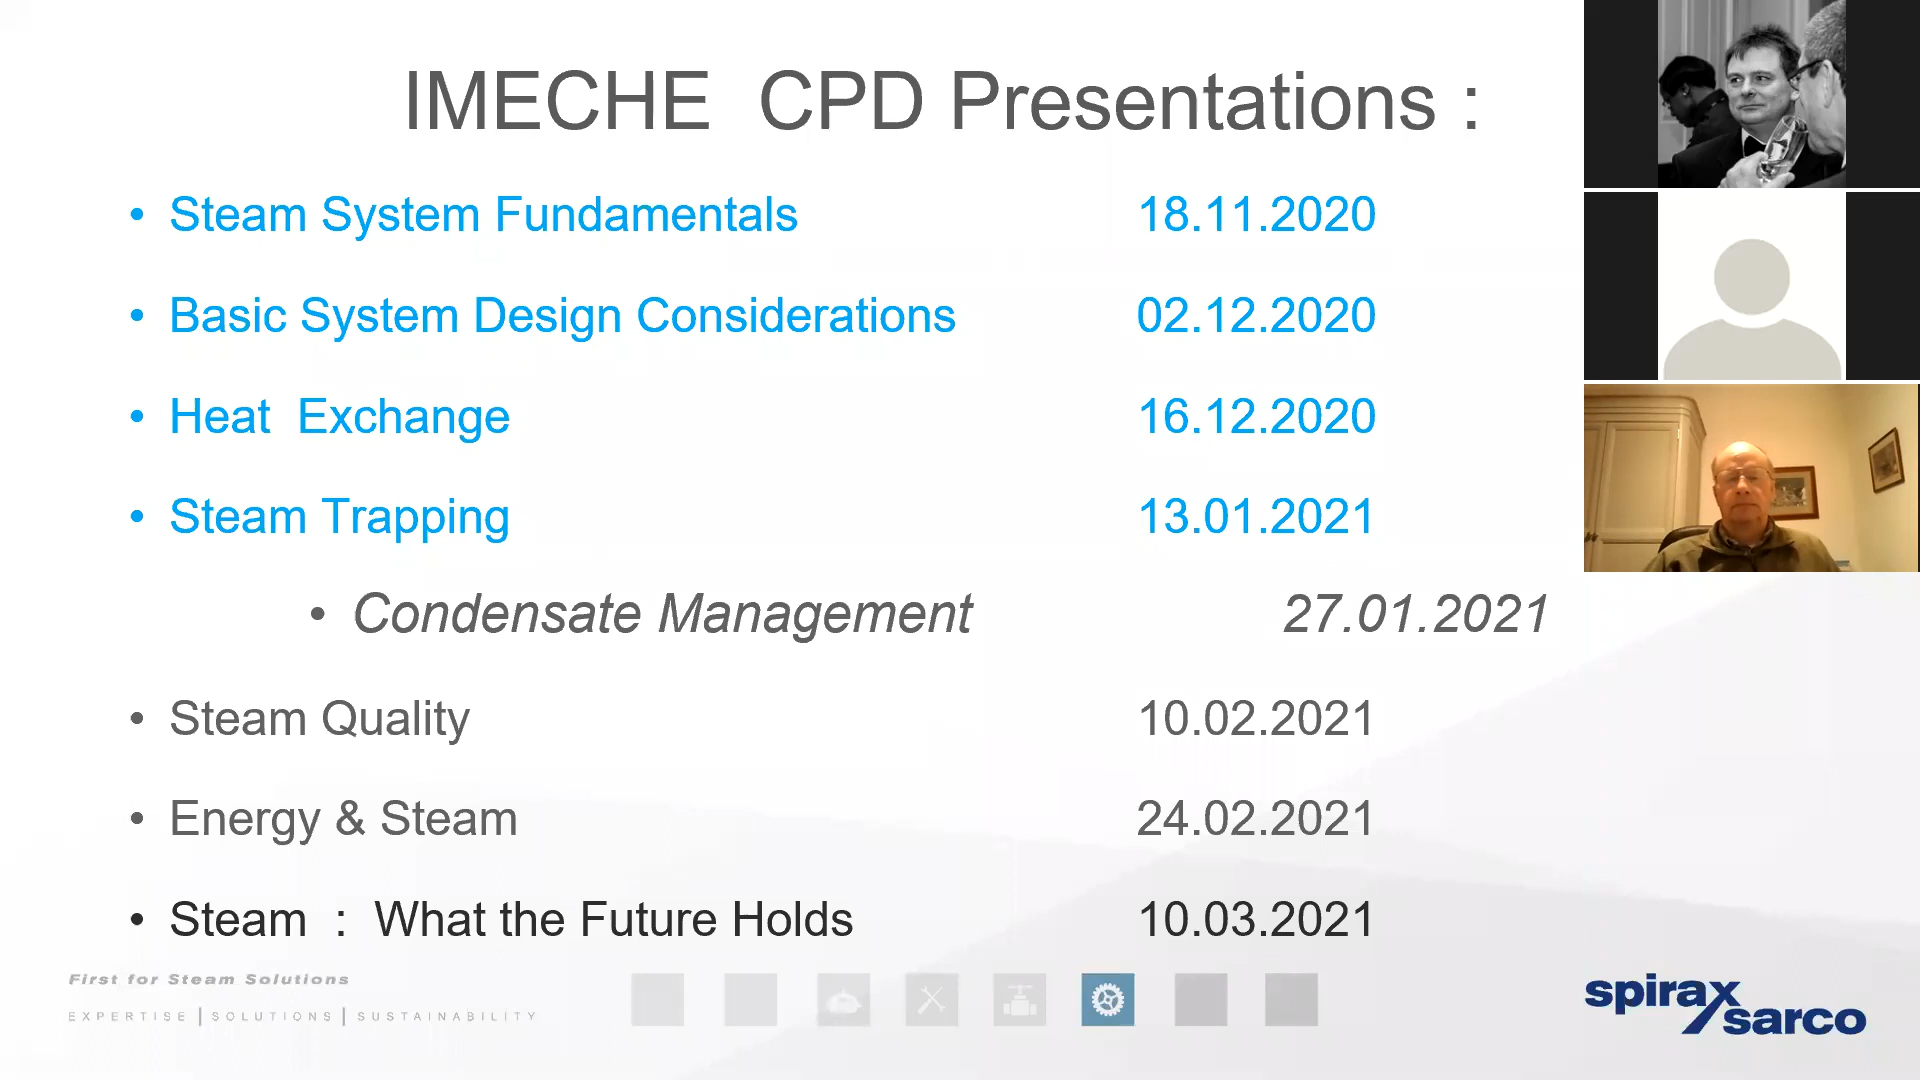 IMECHE CPD Presentations :
• Steam System Fundamentals 18.11.2020
• Basic System Design Considerations 02.12.2020
• Heat Exchange 16.12.2020
• Steam Trapping 13.01.2021
• Condensate Management 27.01.2021
• Steam Quality 10.02.2021
• Energy & Steam 24.02.2021
• Steam : What the Future Holds 10.03.2021
First for Steam Solutions
EXPERTISE | SOLUTIONS | SUSTAINABILITY
spirax
sarco